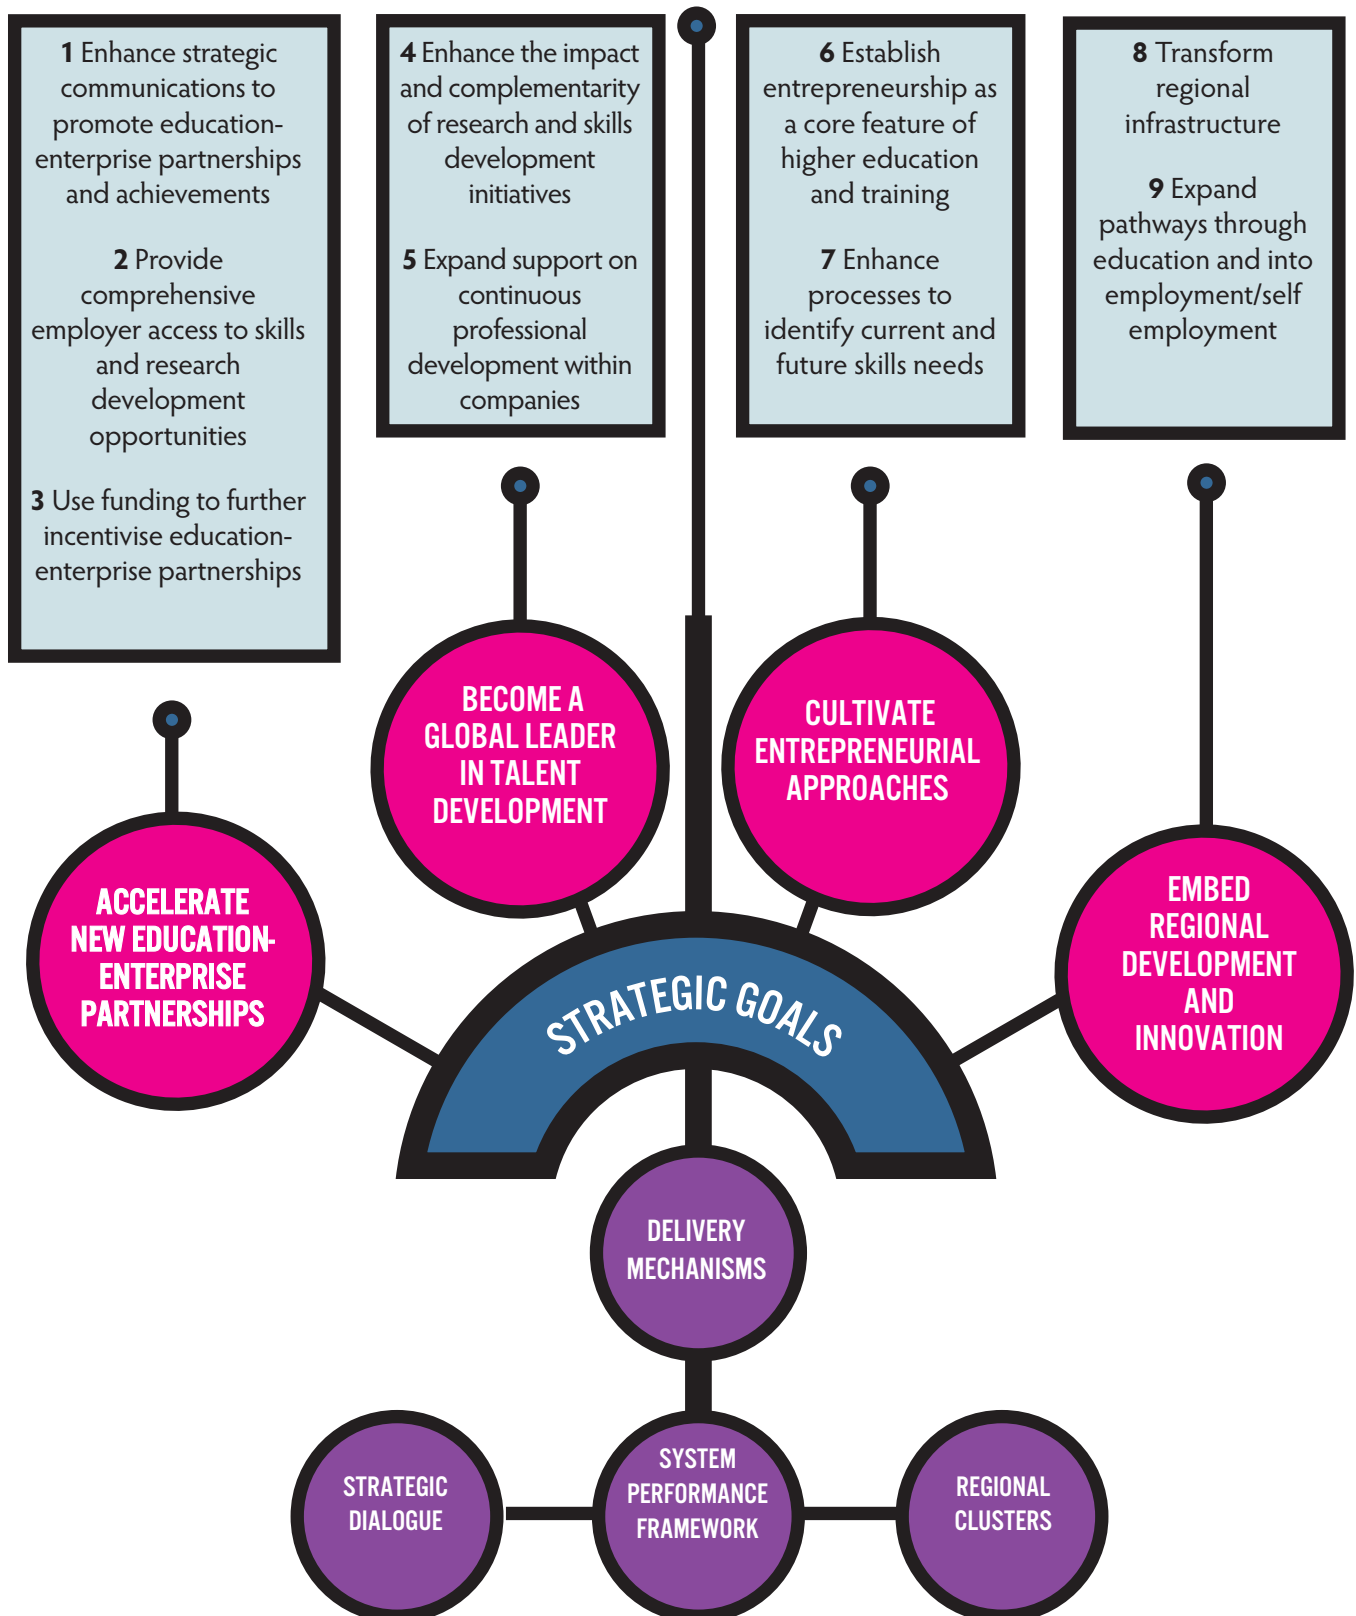 1 Enhance strategic
communications to
promote education-
enterprise partnerships
and achievements
2 Provide
comprehensive
employer access to skills
and research
development
opportunities
3 Use funding to further
incentivise education-
enterprise partnerships
4 Enhance the impact
and complementarity
of research and skills
development
initiatives
5 Expand support on
continuous
professional
development within
companies
6 Establish
entrepreneurship as
a core feature of
higher education
and training
7 Enhance
processes to
identify current and
future skills needs
8 Transform
regional
infrastructure
9 Expand
pathways through
education and into
employment/self
employment
ACCELERATE
NEW EDUCATION-
ENTERPRISE
PARTNERSHIPS
BECOME A
GLOBAL LEADER
IN TALENT
DEVELOPMENT
CULTIVATE
ENTREPRENEURIAL
APPROACHES
EMBED
REGIONAL
DEVELOPMENT
AND
INNOVATION
STRATEGIC GOALS
DELIVERY
MECHANISMS
STRATEGIC
DIALOGUE
SYSTEM
PERFORMANCE
FRAMEWORK
REGIONAL
CLUSTERS